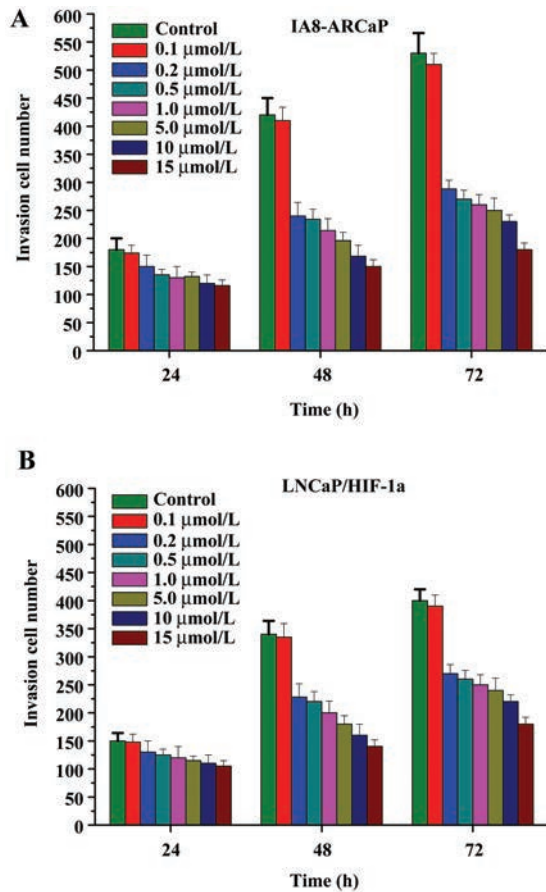 A
IA8-ARCaP
Invasion cell number
600
550
500
450
400
350
300
250
200
150
100
50
0
Control
0.1 µmol/L
0.2 µmol/L
0.5 µmol/L
1.0 µmol/L
5.0 µmol/L
10 µmol/L
15 µmol/L
24 48 72
Time (h)
B
LNCaP/HIF-1a
Invasion cell number
600
550
500
450
400
350
300
250
200
150
100
50
0
Control
0.1 µmol/L
0.2 µmol/L
0.5 µmol/L
1.0 µmol/L
5.0 µmol/L
10 µmol/L
15 µmol/L
24 48 72
Time (h)